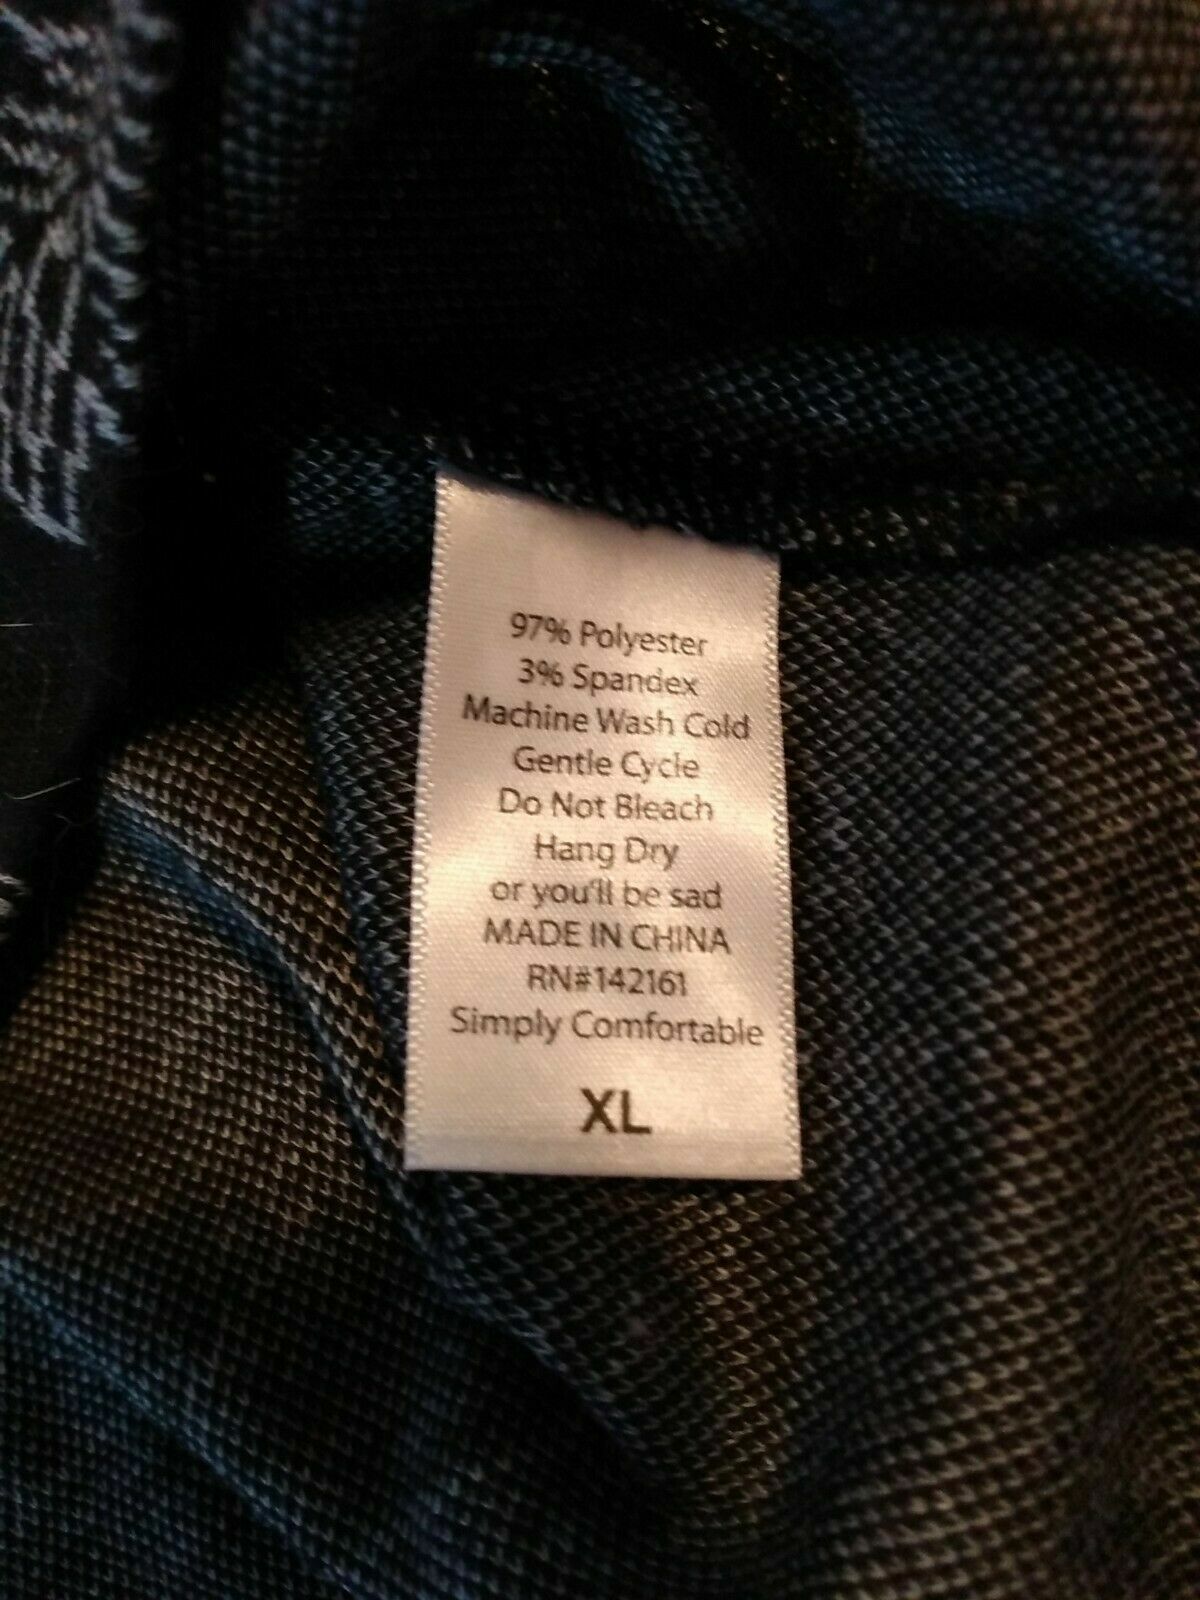 97% Polyester
3% Spandex
Machine Wash Cold
Gentle Cycle
Do Not Bleach
Hang Dry
or you'll be sad
MADE IN CHINA
RN#142161
Simply Comfortable
XL